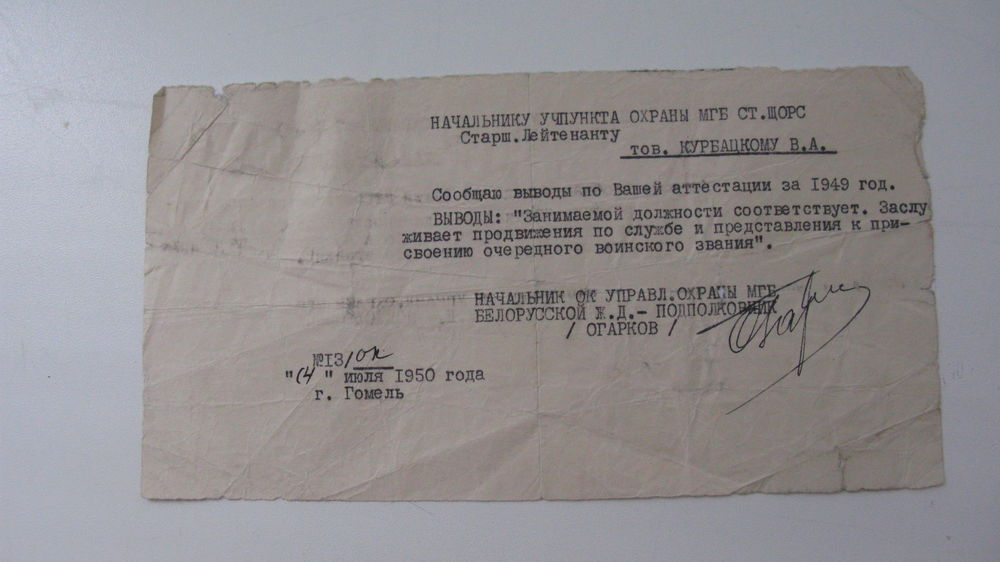 НАЧАЛЬНИКУ УЧПУНКТА ОХРАНЫ МГБ СТ.ЩОРС
Старш.Лейтенанту
тов. КУРБАЦКОМУ В.А.
Сообщаю выводы по Вашей аттестации за 1949 год.
ВЫВОДЫ: "Занимаемой должности соответствует. Заслу
живает продвижения по службе и представления к при-
своению очередного воинского звания".
НАЧАЛЬНИК ОК УПРАВЛ.ОХРАНЫ МГБ
БЕЛОРУССКОЙ Ж.Д.- ПОДПОЛКОВНИК
/ ОГАРКОВ /
№13/ок
"14" июля 1950 года
г. Гомель